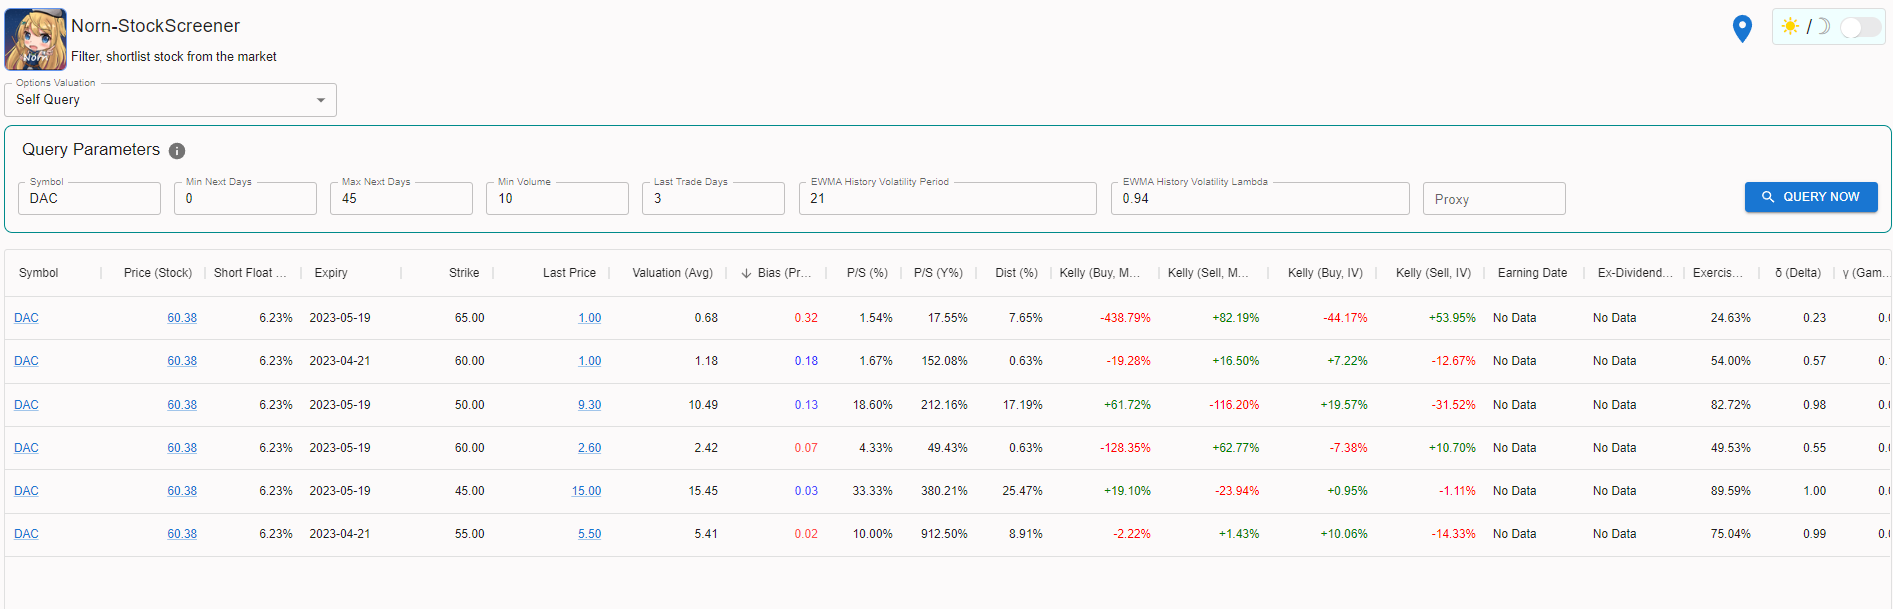 Norn-StockScreener
Norn
Filter, shortlist stock from the market
Options Valuation
Self Query
Query Parameters
Symbol Min Next Days Max Next Days Min Volume Last Trade Days EWMA History Volatility Period EWMA History Volatility Lambda
DAC 0 45 10 3 21 0.94 Proxy QUERY NOW
Symbol Price (Stock) Short Float ... Expiry Strike Last Price Valuation (Avg) Bias (Pr... P/S (%) P/S (Y%) Dist (%) Kelly (Buy, M... Kelly (Sell, M... Kelly (Buy, IV) Kelly (Sell, IV) Earning Date Ex-Dividend... Exercis... δ (Delta) γ (Gam...
DAC 60.38 6.23% 2023-05-19 65.00 1.00 0.68 0.32 1.54% 17.55% 7.65% -438.79% +82.19% -44.17% +53.95% No Data No Data 24.63% 0.23
DAC 60.38 6.23% 2023-04-21 60.00 1.00 1.18 0.18 1.67% 152.08% 0.63% -19.28% +16.50% +7.22% -12.67% No Data No Data 54.00% 0.57
DAC 60.38 6.23% 2023-05-19 50.00 9.30 10.49 0.13 18.60% 212.16% 17.19% +61.72% -116.20% +19.57% -31.52% No Data No Data 82.72% 0.98
DAC 60.38 6.23% 2023-05-19 60.00 2.60 2.42 0.07 4.33% 49.43% 0.63% -128.35% +62.77% -7.38% +10.70% No Data No Data 49.53% 0.55
DAC 60.38 6.23% 2023-05-19 45.00 15.00 15.45 0.03 33.33% 380.21% 25.47% +19.10% -23.94% +0.95% -1.11% No Data No Data 89.59% 1.00
DAC 60.38 6.23% 2023-04-21 55.00 5.50 5.41 0.02 10.00% 912.50% 8.91% -2.22% +1.43% +10.06% -14.33% No Data No Data 75.04% 0.99